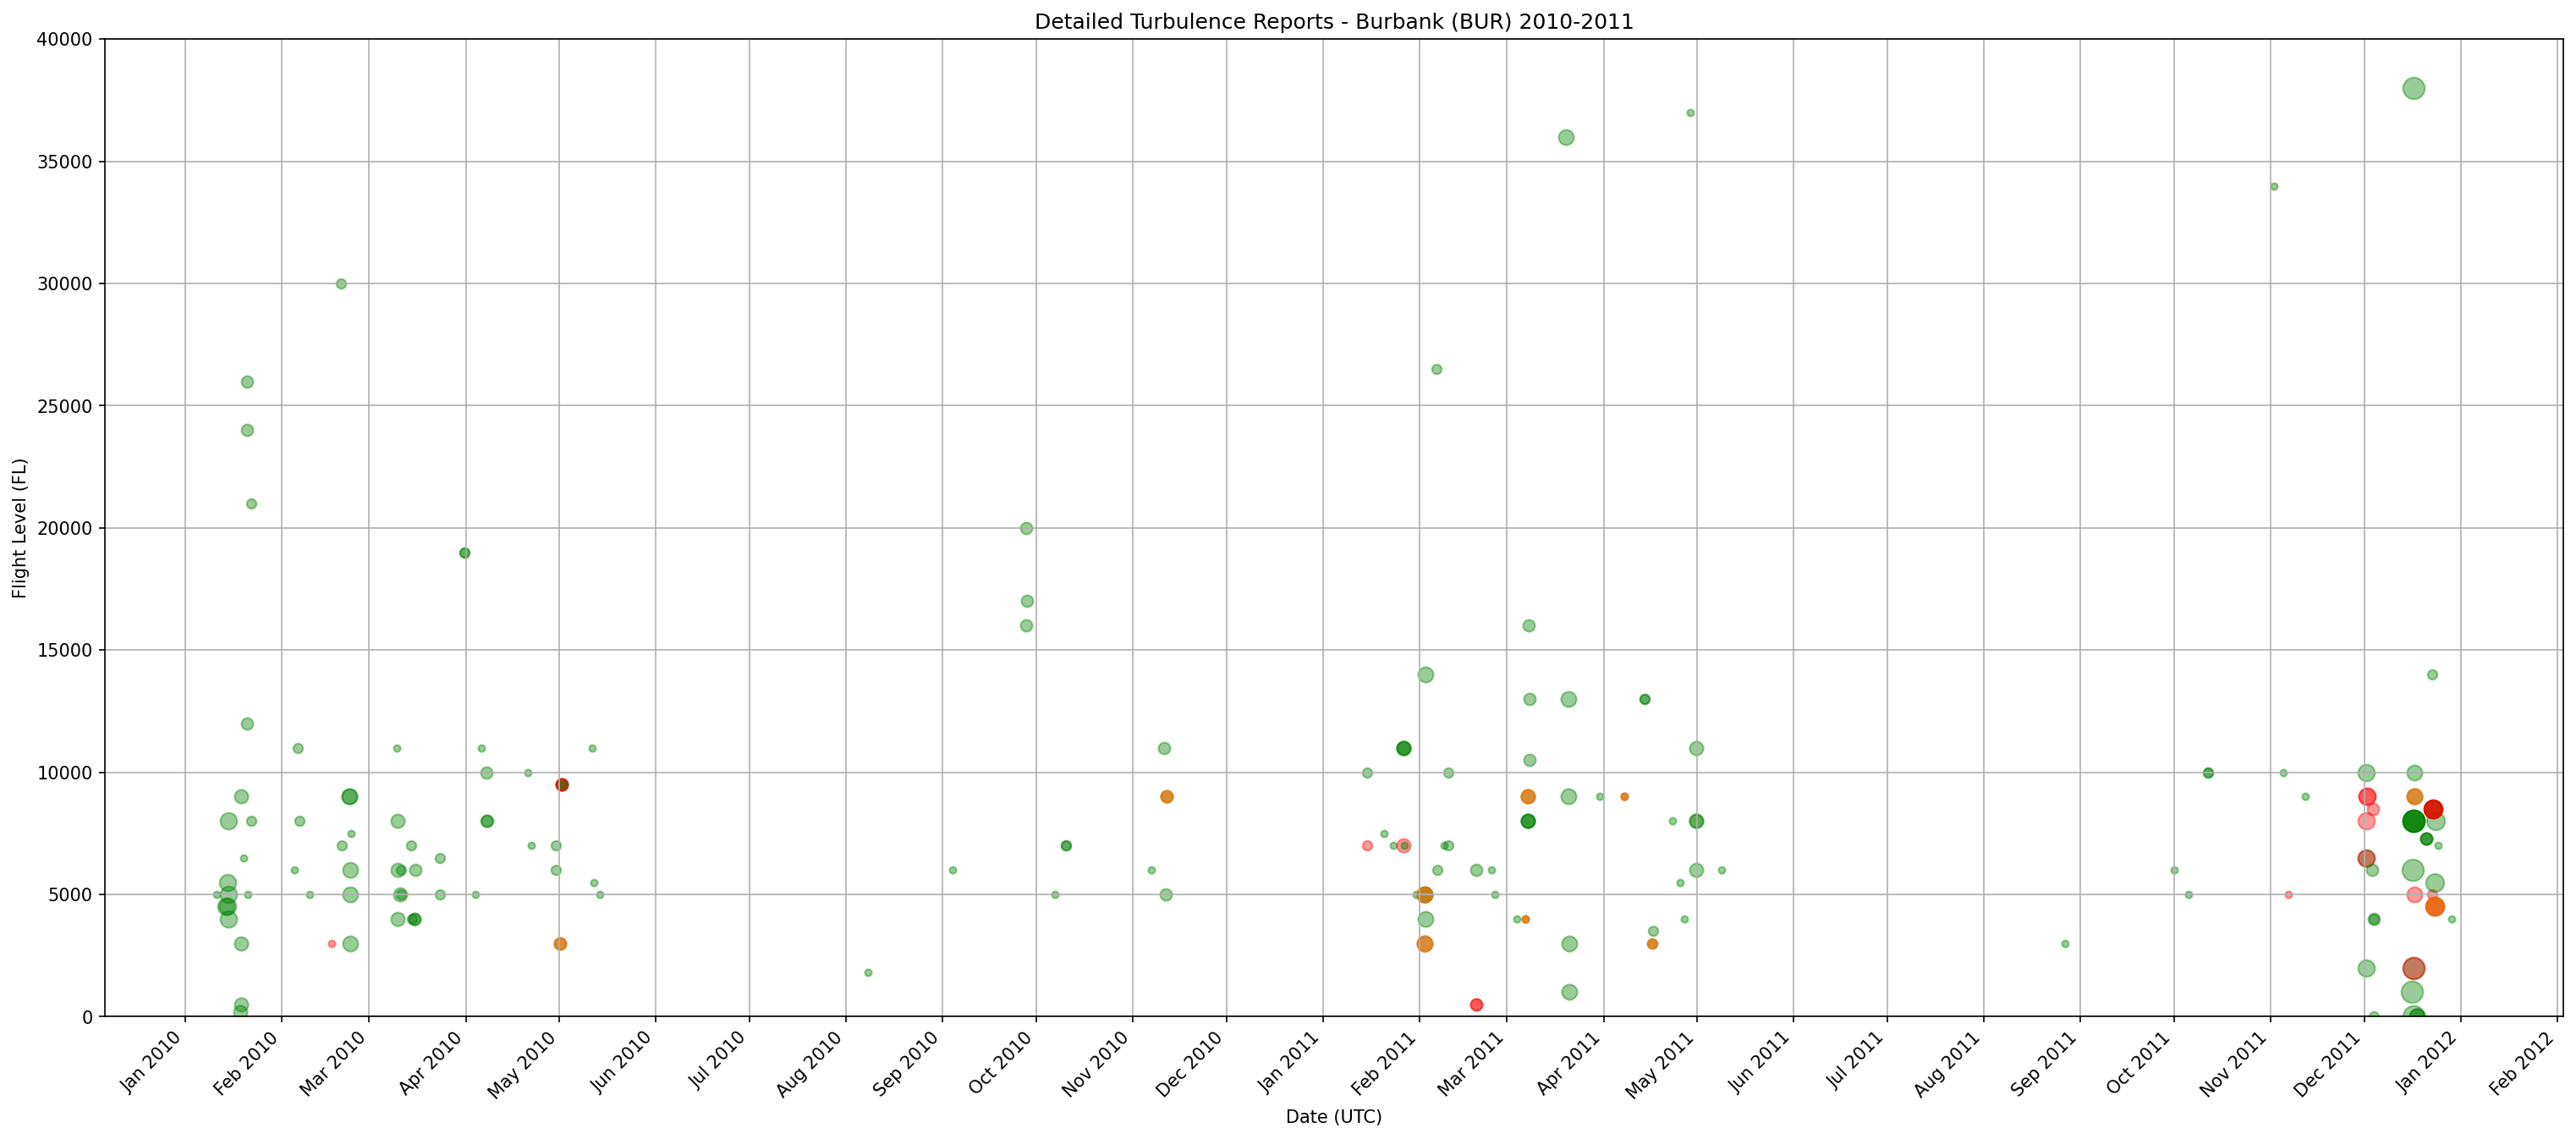 Detailed Turbulence Reports - Burbank (BUR) 2010-2011
40000
35000
30000
25000
20000
15000
10000
5000
0
Flight Level (FL)
Jan 2010
Feb 2010
Mar 2010
Apr 2010
May 2010
Jun 2010
Jul 2010
Aug 2010
Sep 2010
Oct 2010
Nov 2010
Dec 2010
Jan 2011
Feb 2011
Mar 2011
Apr 2011
May 2011
Jun 2011
Jul 2011
Aug 2011
Sep 2011
Oct 2011
Nov 2011
Dec 2011
Jan 2012
Feb 2012
Date (UTC)